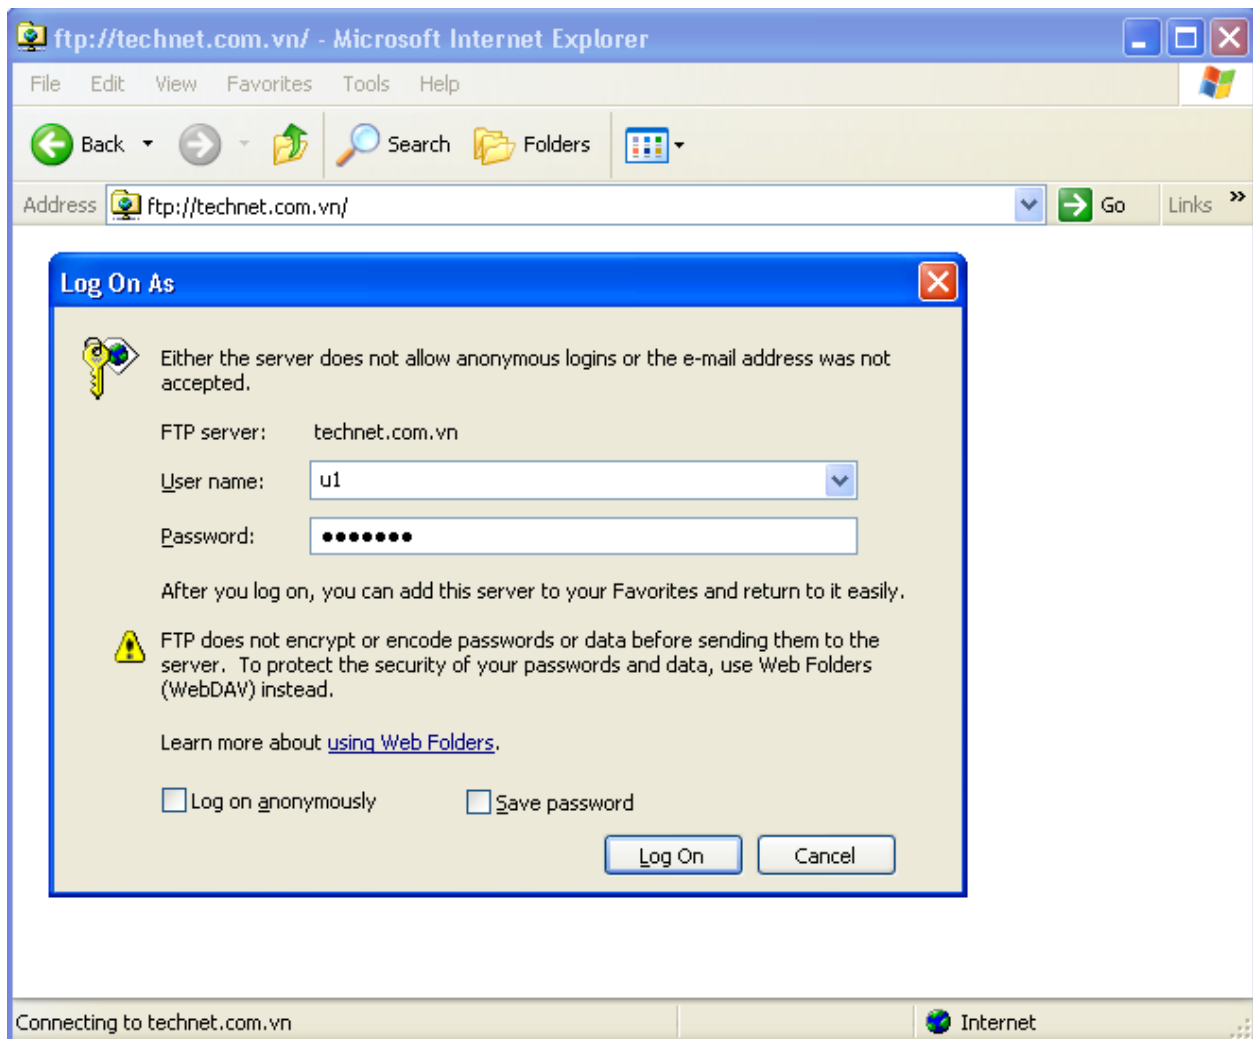 ftp://technet.com.vn/ - Microsoft Internet Explorer
File Edit View Favorites Tools Help
Back Search Folders
Address ftp://technet.com.vn/ Go Links »
Log On As
Either the server does not allow anonymous logins or the e-mail address was not
accepted.
FTP server: technet.com.vn
User name: u1
Password: •••••••
After you log on, you can add this server to your Favorites and return to it easily.
FTP does not encrypt or encode passwords or data before sending them to the
server. To protect the security of your passwords and data, use Web Folders
(WebDAV) instead.
Learn more about using Web Folders.
Log on anonymously Save password
Log On Cancel
Connecting to technet.com.vn Internet